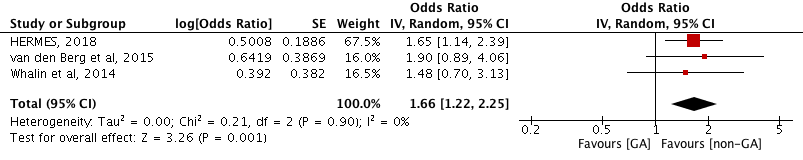 Odds Ratio Odds Ratio
Study or Subgroup log[Odds Ratio] SE Weight IV, Random, 95% CI IV, Random, 95% CI
HERMES, 2018 0.5008 0.1886 67.5% 1.65 [1.14, 2.39]
van den Berg et al, 2015 0.6419 0.3869 16.0% 1.90 [0.89, 4.06]
Whalin et al, 2014 0.392 0.382 16.5% 1.48 [0.70, 3.13]
Total (95% CI) 100.0% 1.66 [1.22, 2.25]
Heterogeneity: Tau² = 0.00; Chi² = 0.21, df = 2 (P = 0.90); I² = 0%
Test for overall effect: Z = 3.26 (P = 0.001)
0.2 0.5 1 2 5
Favours [GA] Favours [non-GA]